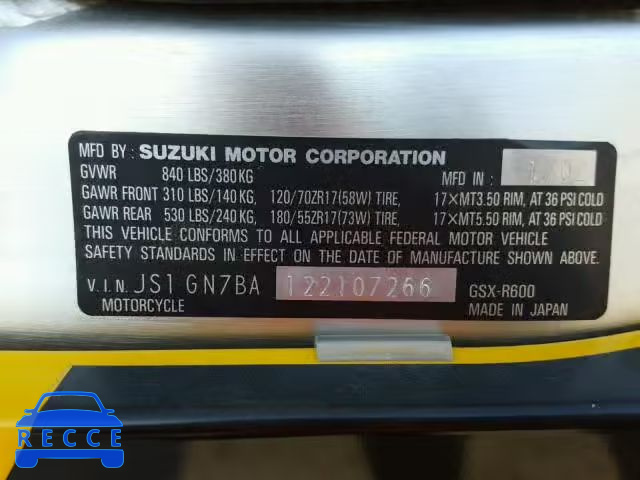 MFD BY : SUZUKI MOTOR CORPORATION
GVWR 840 LBS/380 KG MFD IN :
GAWR FRONT 310 LBS/140 KG, 120/70ZR17(58W) TIRE, 17×MT3.50 RIM, AT 36 PSI COLD
GAWR REAR 530 LBS/240 KG, 180/55ZR17(73W) TIRE, 17×MT5.50 RIM, AT 36 PSI COLD
THIS VEHICLE CONFORMS TO ALL APPLICABLE FEDERAL MOTOR VEHICLE
SAFETY STANDARDS IN EFFECT ON THE DATE OF MANUFACTURE SHOWN ABOVE.
V.I.N. JS1GN7BA 122107266 GSX-R600
MOTORCYCLE MADE IN JAPAN
RECCE